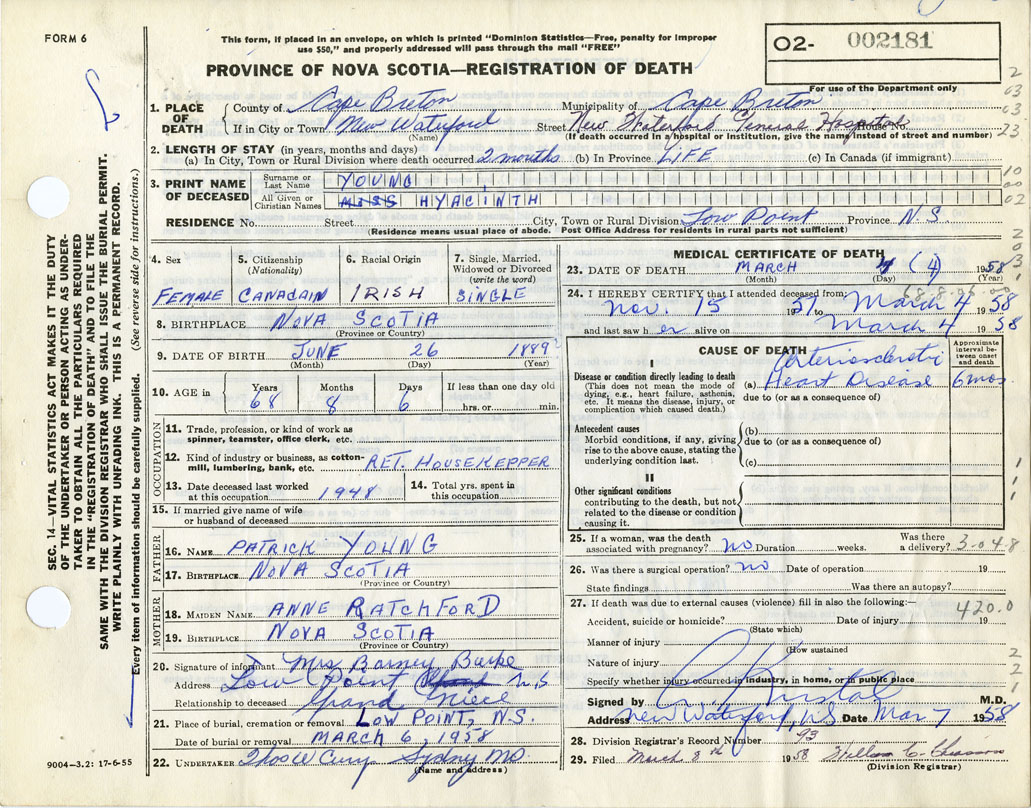 FORM 6
This form, if placed in an envelope, on which is printed "Dominion Statistics—Free, penalty for improper
use $50," and properly addressed will pass through the mail "FREE"
PROVINCE OF NOVA SCOTIA—REGISTRATION OF DEATH
02- 002181
For use of the Department only
1. PLACE OF DEATH
County of Cape Breton Municipality of Cape Breton
If in City or Town New Waterford Street New Waterford General Hospital House No.
(Name) (If death occurred in a hospital or institution, give the name instead of street and number)
2. LENGTH OF STAY (in years, months and days)
(a) In City, Town or Rural Division where death occurred 2 months (b) In Province LIFE (c) In Canada (if immigrant)
3. PRINT NAME OF DECEASED
Surname or Last Name YOUNG
All Given or Christian Names MISS HYACINTH
RESIDENCE No. Street City, Town or Rural Division Low Point Province N.S.
(Residence means usual place of abode. Post Office Address for residents in rural parts not sufficient)
4. Sex FEMALE
5. Citizenship (Nationality) CANADAIN
6. Racial Origin IRISH
7. Single, Married, Widowed or Divorced (write the word) SINGLE
8. BIRTHPLACE NOVA SCOTIA
(Province or Country)
9. DATE OF BIRTH JUNE 26 1889
(Month) (Day) (Year)
10. AGE in Years 68 Months 8 Days 6 If less than one day old hrs. or min.
OCCUPATION
11. Trade, profession, or kind of work as spinner, teamster, office clerk, etc.
12. Kind of industry or business, as cotton-mill, lumbering, bank, etc. RET. HOUSEKEPPER
13. Date deceased last worked at this occupation 1948
14. Total yrs. spent in this occupation
15. If married give name of wife or husband of deceased
FATHER
16. NAME PATRICK YOUNG
17. BIRTHPLACE NOVA SCOTIA
(Province or Country)
MOTHER
18. MAIDEN NAME ANNE RATCHFORD
19. BIRTHPLACE NOVA SCOTIA
(Province or Country)
20. Signature of informant Mrs Barney Burke
Address Low Point N.S
Relationship to deceased Grand Niece
21. Place of burial, cremation or removal LOW POINT, N.S.
Date of burial or removal MARCH 6, 1958
22. UNDERTAKER Thos W Curry Sydney
(Name and address)
MEDICAL CERTIFICATE OF DEATH
23. DATE OF DEATH MARCH 4 (4) 1958
(Month) (Day) (Year)
24. I HEREBY CERTIFY that I attended deceased from;
Nov. 15 1957 to March 4 1958
and last saw her alive on March 4 1958
CAUSE OF DEATH
Approximate interval between onset and death
I
Disease or condition directly leading to death
(This does not mean the mode of dying, e.g., heart failure, asthenia, etc. It means the disease, injury, or complication which caused death.)
(a) Arteriosclerotic Heart Disease 6 mos.
due to (or as a consequence of)
Antecedent causes
Morbid conditions, if any, giving rise to the above cause, stating the underlying condition last.
(b)
due to (or as a consequence of)
(c)
II
Other significant conditions
contributing to the death, but not related to the disease or condition causing it.
25. If a woman, was the death associated with pregnancy? no Duration weeks. Was there a delivery? 3-048
26. Was there a surgical operation? no Date of operation 19
State findings Was there an autopsy?
27. If death was due to external causes (violence) fill in also the following:—
420.0
Accident, suicide or homicide? Date of injury 19
(State which)
Manner of injury
(How sustained
Nature of injury
Specify whether injury occurred in industry, in home, or in public place
Signed by M.D.
Address New Waterford, N.S. Date Mar 7 1958
28. Division Registrar's Record Number 93
29. Filed March 8th 1958 William C Chiasson
(Division Registrar)
SEC. 14—VITAL STATISTICS ACT MAKES IT THE DUTY
OF THE UNDERTAKER OR PERSON ACTING AS UNDER-
TAKER TO OBTAIN ALL THE PARTICULARS REQUIRED
IN THE "REGISTRATION OF DEATH" AND TO FILE THE
SAME WITH THE DIVISION REGISTRAR WHO SHALL ISSUE THE BURIAL PERMIT.
WRITE PLAINLY WITH UNFADING INK. THIS IS A PERMANENT RECORD.
Every item of information should be carefully supplied. (See reverse side for instructions.)
9004—3.2: 17-6-55